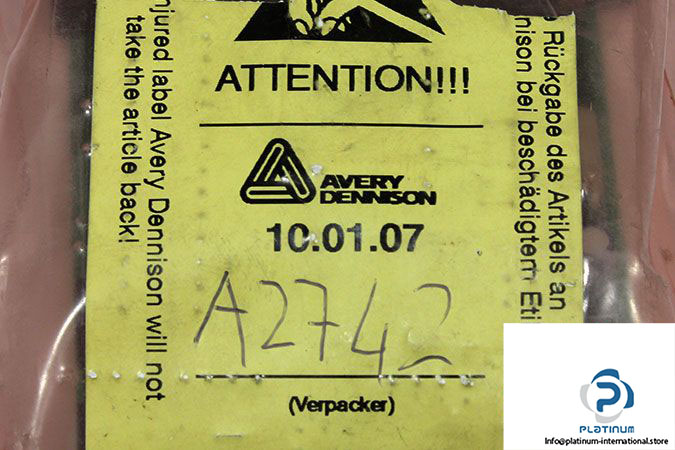 ATTENTION!!!
AVERY
DENNISON
10.01.07
A2742
(Verpacker)
njured label Avery Dennison will not
take the article back!
Rückgabe des Artikels an
nison bei beschädigtem Eti
PLATINUM
Info@platinum-international.store